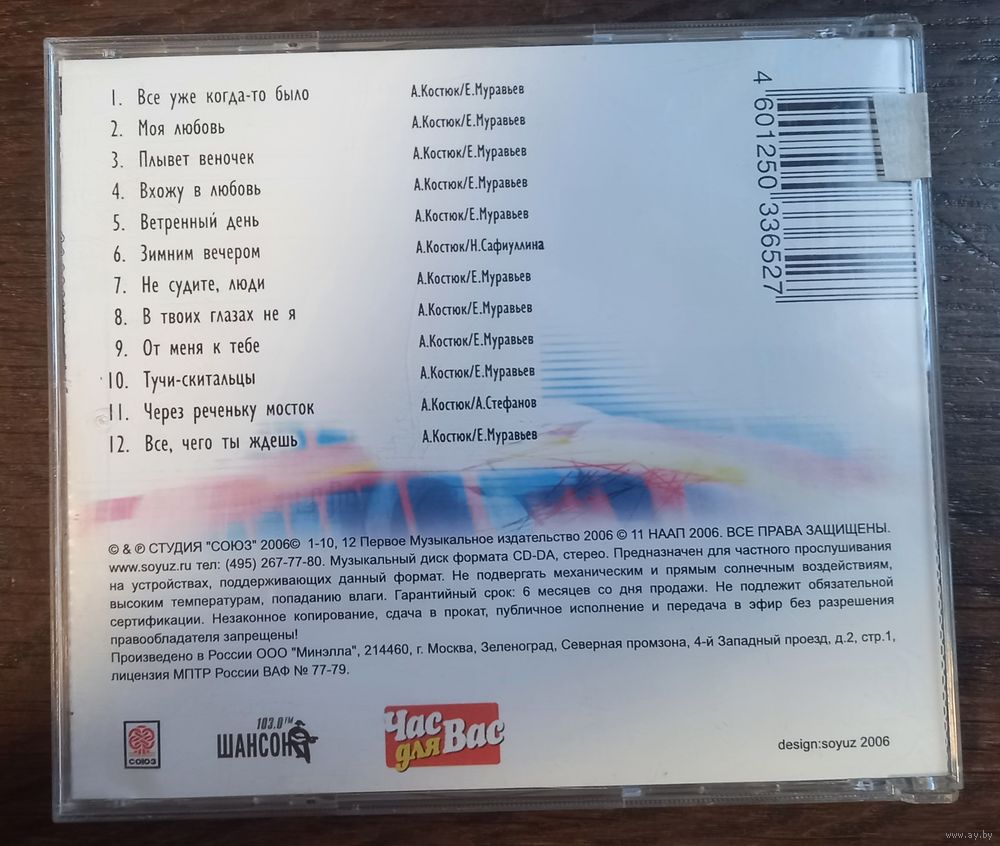 1. Все уже когда-то было А.Костюк/Е.Муравьев
2. Моя любовь А.Костюк/Е.Муравьев
3. Плывет веночек А.Костюк/Е.Муравьев
4. Вхожу в любовь А.Костюк/Е.Муравьев
5. Ветренный день А.Костюк/Е.Муравьев
6. Зимним вечером А.Костюк/Н.Сафиуллина
7. Не судите, люди А.Костюк/Е.Муравьев
8. В твоих глазах не я А.Костюк/Е.Муравьев
9. От меня к тебе А.Костюк/Е.Муравьев
10. Тучи-скитальцы А.Костюк/Е.Муравьев
11. Через реченьку мосток А.Костюк/А.Стефанов
12. Все, чего ты ждешь А.Костюк/Е.Муравьев
4 601250 336527
© & ℗ СТУДИЯ "СОЮЗ" 2006© 1-10, 12 Первое Музыкальное издательство 2006 © 11 НААП 2006. ВСЕ ПРАВА ЗАЩИЩЕНЫ.
www.soyuz.ru тел: (495) 267-77-80. Музыкальный диск формата CD-DA, стерео. Предназначен для частного прослушивания
на устройствах, поддерживающих данный формат. Не подвергать механическим и прямым солнечным воздействиям,
высоким температурам, попаданию влаги. Гарантийный срок: 6 месяцев со дня продажи. Не подлежит обязательной
сертификации. Незаконное копирование, сдача в прокат, публичное исполнение и передача в эфир без разрешения
правообладателя запрещены!
Произведено в России ООО "Минэлла", 214460, г. Москва, Зеленоград, Северная промзона, 4-й Западный проезд, д.2, стр.1,
лицензия МПТР России ВАФ № 77-79.
СОЮЗ
103.0 FM
ШАНСОН
Час
для Вас
design:soyuz 2006
www.ay.by